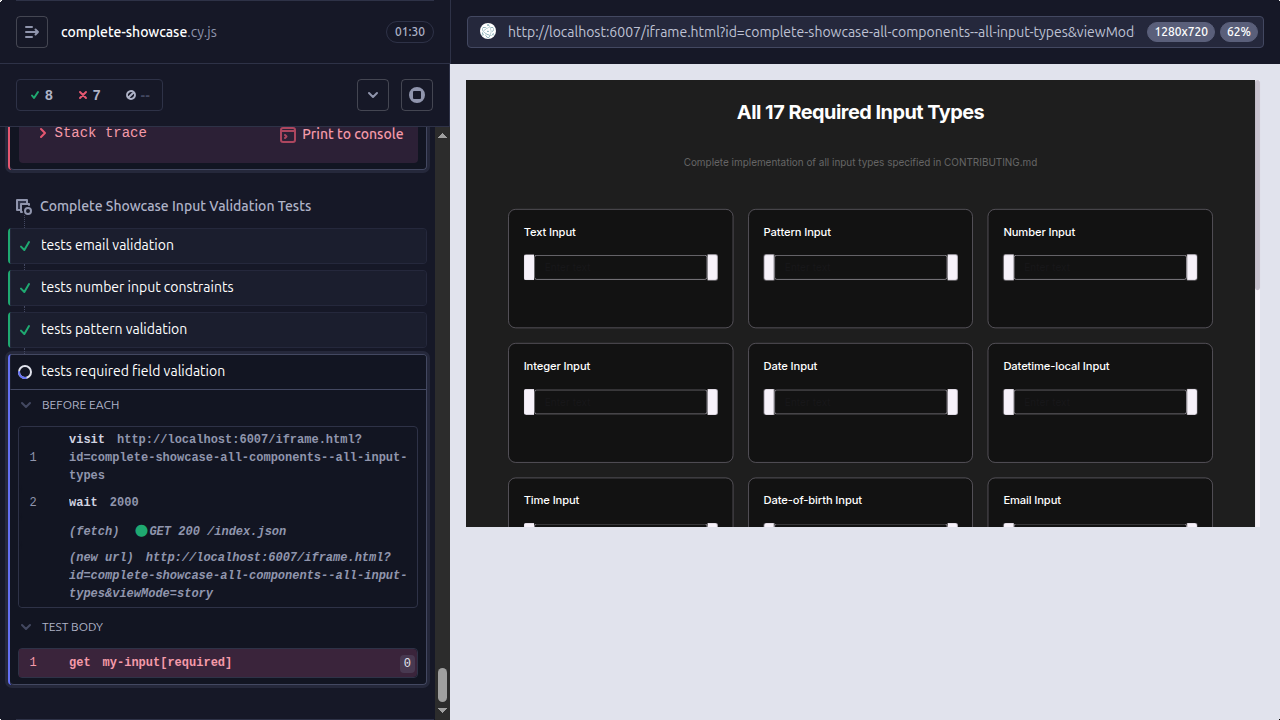 complete-showcase.cy.js
01:30
8
7
--
Stack trace
Print to console
Complete Showcase Input Validation Tests
tests email validation
tests number input constraints
tests pattern validation
tests required field validation
BEFORE EACH
1
visit http://localhost:6007/iframe.html?
id=complete-showcase-all-components--all-input-
types
2
wait 2000
(fetch) GET 200 /index.json
(new url) http://localhost:6007/iframe.html?
id=complete-showcase-all-components--all-input-
types&viewMode=story
TEST BODY
1
get my-input[required]
0
http://localhost:6007/iframe.html?id=complete-showcase-all-components--all-input-types&viewMod
1280x720
62%
All 17 Required Input Types
Complete implementation of all input types specified in CONTRIBUTING.md
Text Input
Pattern Input
Number Input
Integer Input
Date Input
Datetime-local Input
Time Input
Date-of-birth Input
Email Input